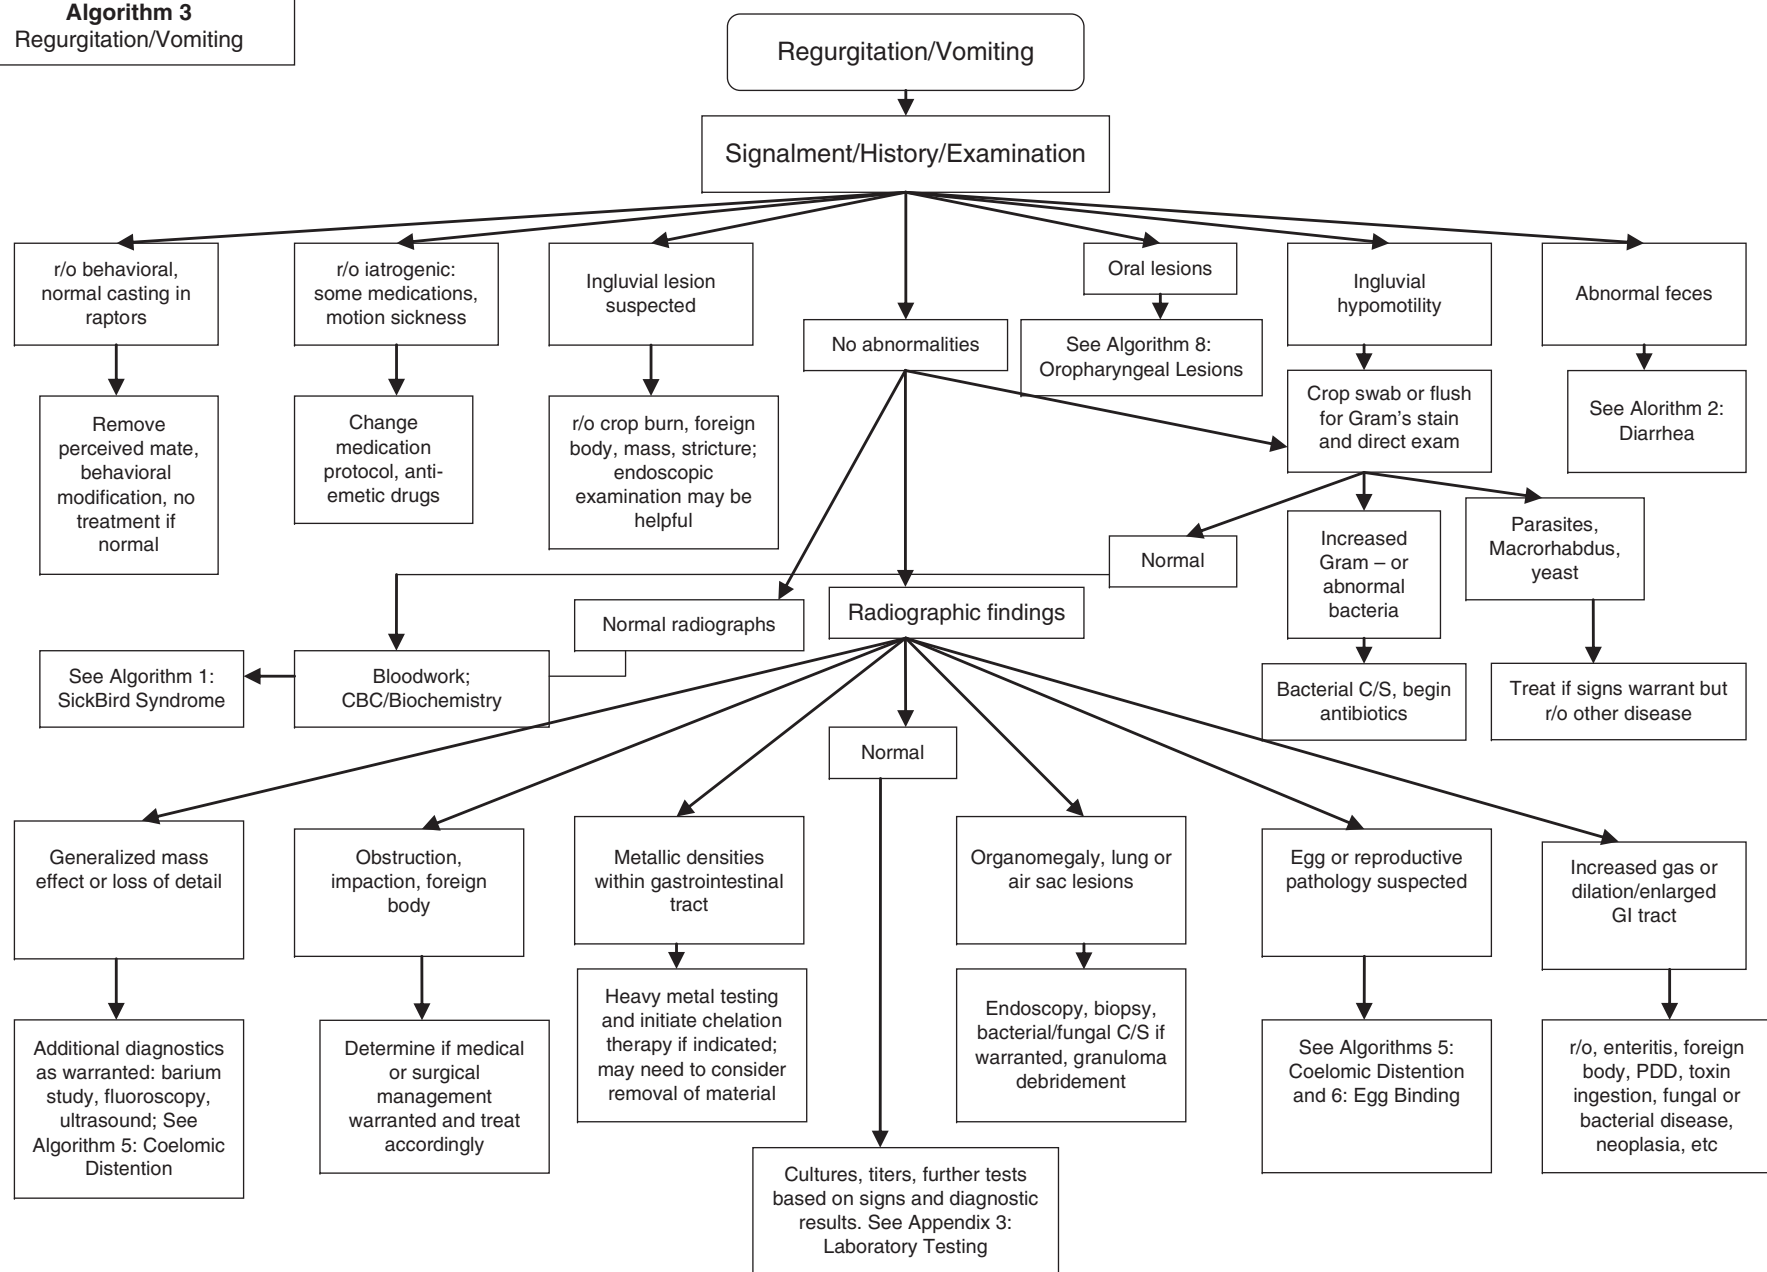 Algorithm 3
Regurgitation/Vomiting
Regurgitation/Vomiting
Signalment/History/Examination
r/o behavioral,
normal casting in
raptors
r/o iatrogenic:
some medications,
motion sickness
Ingluvial lesion
suspected
No abnormalities
Oral lesions
Ingluvial
hypomotility
Abnormal feces
See Algorithm 8:
Oropharyngeal Lesions
Remove
perceived mate,
behavioral
modification, no
treatment if
normal
Change
medication
protocol, anti-
emetic drugs
r/o crop burn, foreign
body, mass, stricture;
endoscopic
examination may be
helpful
Crop swab or flush
for Gram's stain
and direct exam
See Alorithm 2:
Diarrhea
Normal
Increased
Gram – or
abnormal
bacteria
Parasites,
Macrorhabdus,
yeast
Normal radiographs
Radiographic findings
See Algorithm 1:
SickBird Syndrome
Bloodwork;
CBC/Biochemistry
Bacterial C/S, begin
antibiotics
Treat if signs warrant but
r/o other disease
Normal
Generalized mass
effect or loss of detail
Obstruction,
impaction, foreign
body
Metallic densities
within gastrointestinal
tract
Organomegaly, lung or
air sac lesions
Egg or reproductive
pathology suspected
Increased gas or
dilation/enlarged
GI tract
Additional diagnostics
as warranted: barium
study, fluoroscopy,
ultrasound; See
Algorithm 5: Coelomic
Distention
Determine if medical
or surgical
management
warranted and treat
accordingly
Heavy metal testing
and initiate chelation
therapy if indicated;
may need to consider
removal of material
Endoscopy, biopsy,
bacterial/fungal C/S if
warranted, granuloma
debridement
See Algorithms 5:
Coelomic Distention
and 6: Egg Binding
r/o, enteritis, foreign
body, PDD, toxin
ingestion, fungal or
bacterial disease,
neoplasia, etc
Cultures, titers, further tests
based on signs and diagnostic
results. See Appendix 3:
Laboratory Testing